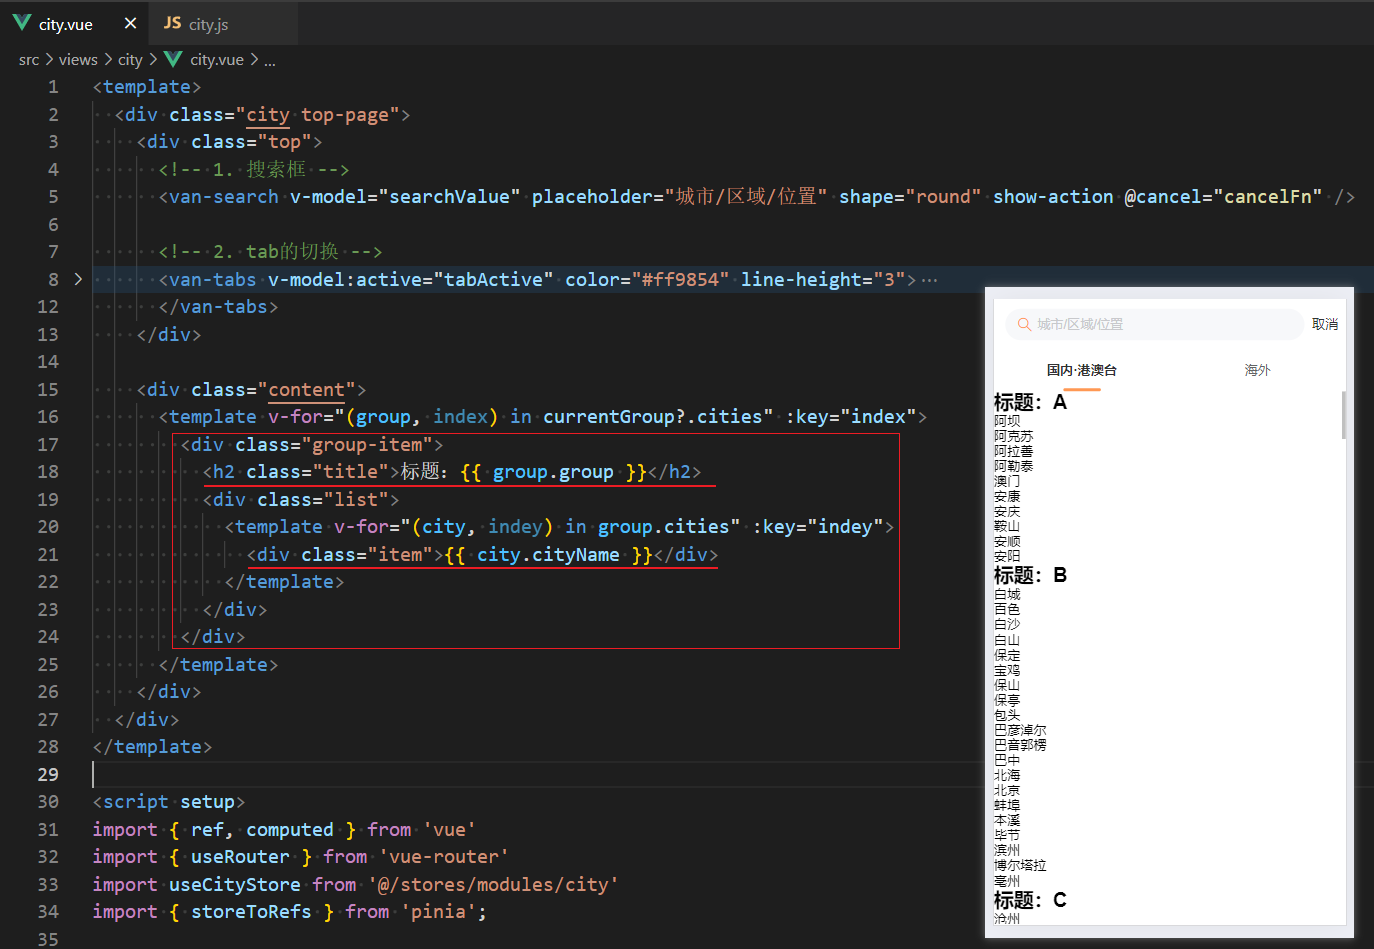 city.vue
JS city.js
src > views > city > city.vue > ...
1 <template>
2 <div class="city top-page">
3 <div class="top">
4 <!-- 1. 搜索框 -->
5 <van-search v-model="searchValue" placeholder="城市/区域/位置" shape="round" show-action @cancel="cancelFn" />
6
7 <!-- 2. tab的切换 -->
8 <van-tabs v-model:active="tabActive" color="#ff9854" line-height="3">…
12 </van-tabs>
13 </div>
14
15 <div class="content">
16 <template v-for="(group, index) in currentGroup?.cities" :key="index">
17 <div class="group-item">
18 <h2 class="title">标题：{{ group.group }}</h2>
19 <div class="list">
20 <template v-for="(city, indey) in group.cities" :key="indey">
21 <div class="item">{{ city.cityName }}</div>
22 </template>
23 </div>
24 </div>
25 </template>
26 </div>
27 </div>
28 </template>
29
30 <script setup>
31 import { ref, computed } from 'vue'
32 import { useRouter } from 'vue-router'
33 import useCityStore from '@/stores/modules/city'
34 import { storeToRefs } from 'pinia';
35
城市/区域/位置
取消
国内·港澳台
海外
标题：A
阿坝
阿克苏
阿拉善
阿勒泰
澳门
安康
安庆
鞍山
安顺
安阳
标题：B
白城
百色
白沙
白山
保定
宝鸡
保山
保亭
包头
巴彦淖尔
巴音郭楞
巴中
北海
北京
蚌埠
本溪
毕节
滨州
博尔塔拉
亳州
标题：C
沧州